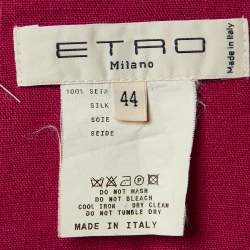 ETRO
Milano
Made in Italy
100% SETA
SILK
SOIE
SEIDE
44
DO NOT WASH
DO NOT BLEACH
COOL IRON / DRY CLEAN
DO NOT TUMBLE DRY
MADE IN ITALY